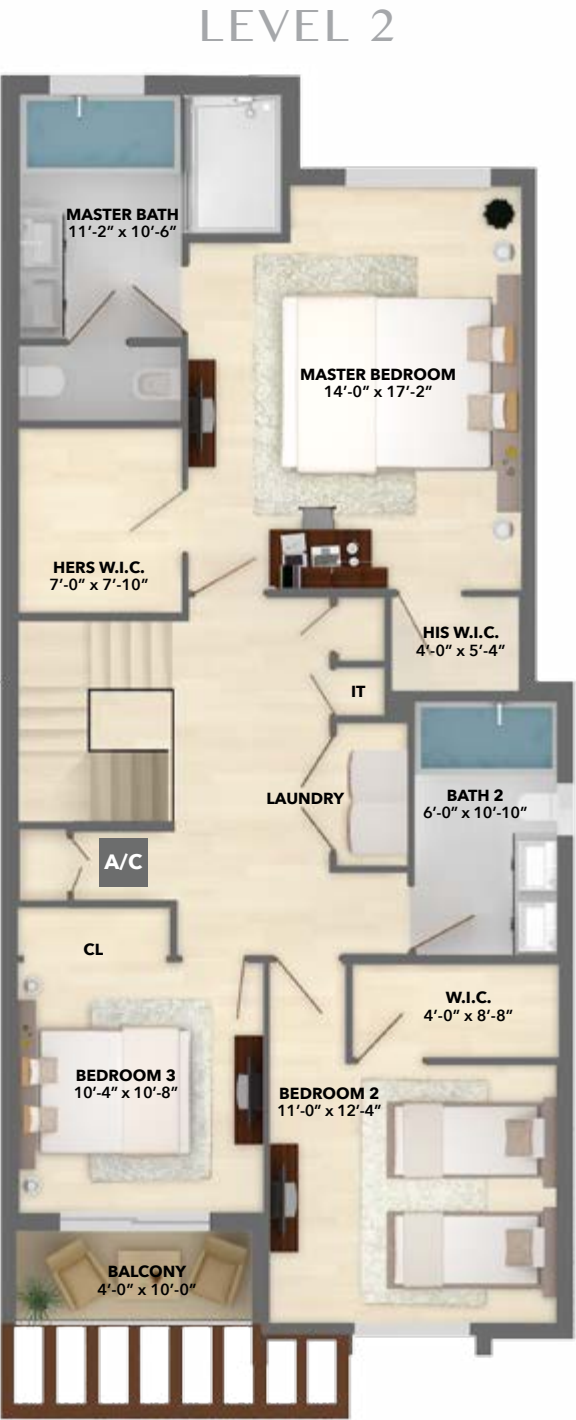 LEVEL 2
MASTER BATH
11'-2" x 10'-6"
MASTER BEDROOM
14'-0" x 17'-2"
HERS W.I.C.
7'-0" x 7'-10"
HIS W.I.C.
4'-0" x 5'-4"
IT
LAUNDRY
BATH 2
6'-0" x 10'-10"
A/C
CL
W.I.C.
4'-0" x 8'-8"
BEDROOM 3
10'-4" x 10'-8"
BEDROOM 2
11'-0" x 12'-4"
BALCONY
4'-0" x 10'-0"